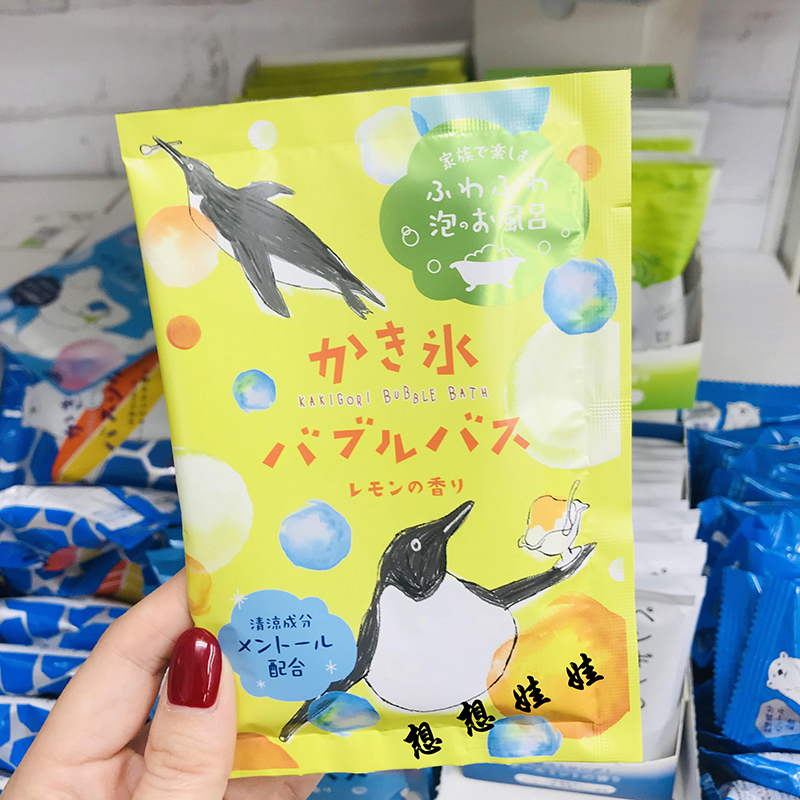 家族で楽しむ
ふわふわ
泡のお風呂
かき氷
KAKIGORI BUBBLE BATH
バブルバス
レモンの香り
清涼成分
メントール
配合
想想娃娃